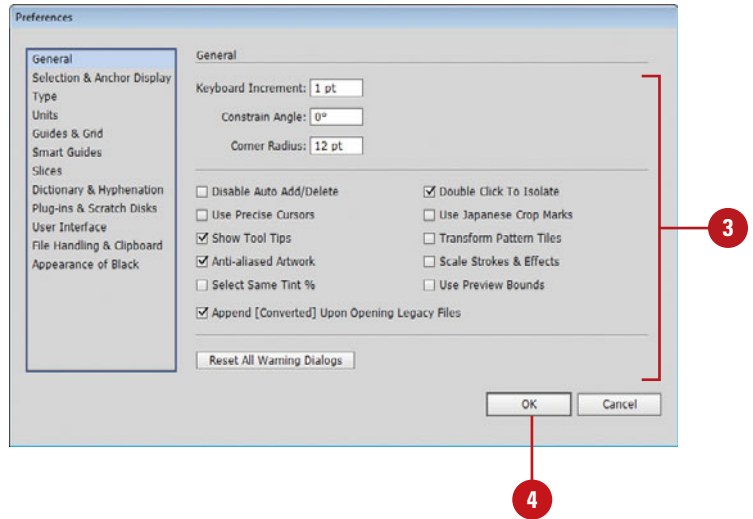 Preferences
General
Selection & Anchor Display
Type
Units
Guides & Grid
Smart Guides
Slices
Dictionary & Hyphenation
Plug-ins & Scratch Disks
User Interface
File Handling & Clipboard
Appearance of Black
General
Keyboard Increment: 1 pt
Constrain Angle: 0°
Corner Radius: 12 pt
Disable Auto Add/Delete
Double Click To Isolate
Use Precise Cursors
Use Japanese Crop Marks
Show Tool Tips
Transform Pattern Tiles
Anti-aliased Artwork
Scale Strokes & Effects
Select Same Tint %
Use Preview Bounds
Append [Converted] Upon Opening Legacy Files
Reset All Warning Dialogs
OK
Cancel
3
4